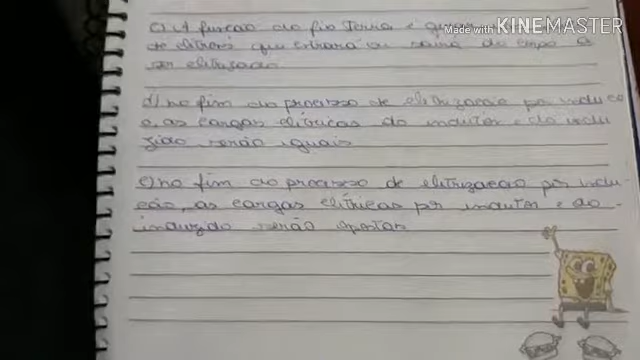 Made with KINEMASTER
c) A função do fio terra é
de elétrons que entrará ou sairá do corpo a
ser eletrizado
d) no fim do processo de eletrização por induçã
o, as cargas elétricas do indutor e do indu
zido serão iguais
e) no fim do processo de eletrização por indu-
ção, as cargas elétricas por indutor e do
induzido serão opostas